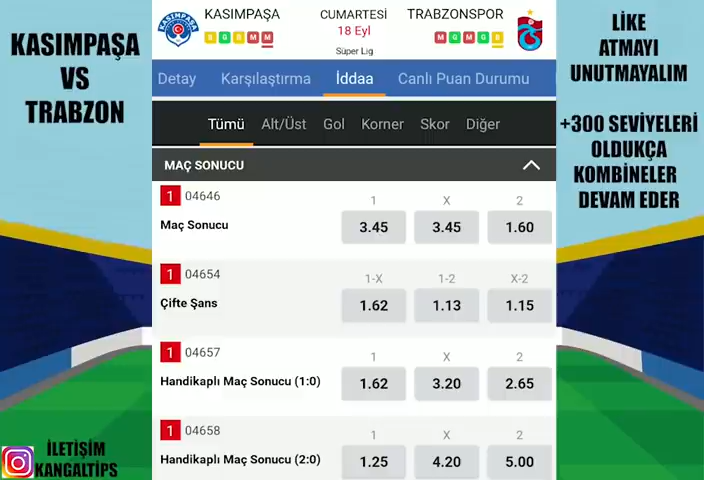 KASIMPAŞA
VS
TRABZON
KASIMPAŞA
B G B M M
CUMARTESİ
18 Eyl
Süper Lig
TRABZONSPOR
M G M G B
Detay Karşılaştırma İddaa Canlı Puan Durumu
Tümü Alt/Üst Gol Korner Skor Diğer
MAÇ SONUCU
1 04646
1 X 2
Maç Sonucu 3.45 3.45 1.60
1 04654
1-X 1-2 X-2
Çifte Şans 1.62 1.13 1.15
1 04657
1 X 2
Handikaplı Maç Sonucu (1:0) 1.62 3.20 2.65
1 04658
1 X 2
Handikaplı Maç Sonucu (2:0) 1.25 4.20 5.00
LİKE
ATMAYI
UNUTMAYALIM
+300 SEVİYELERİ
OLDUKÇA
KOMBİNELER
DEVAM EDER
İLETİŞİM
KANGALTİPS